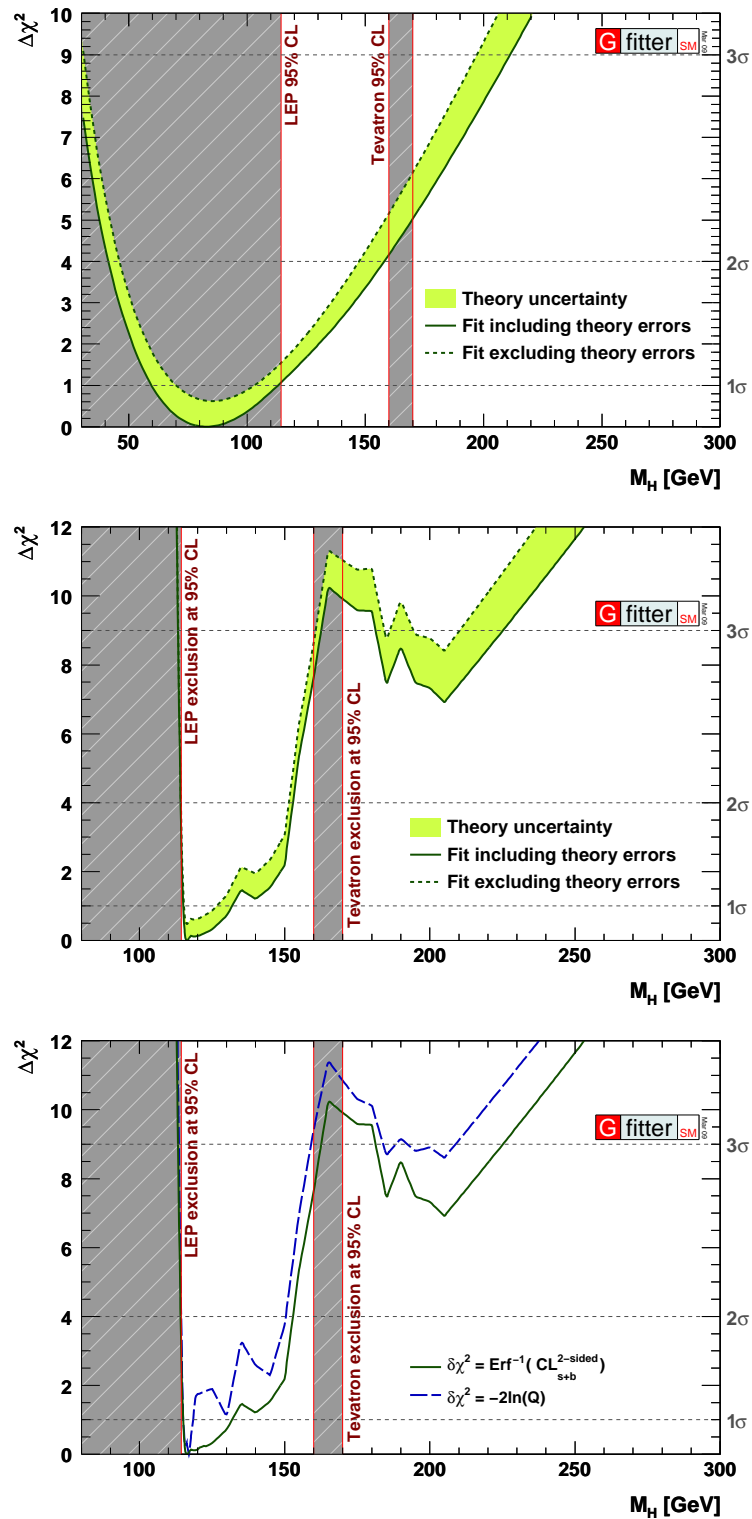 Δχ²
10
9
8
7
6
5
4
3
2
1
0
LEP 95% CL
Tevatron 95% CL
G fitter SM
Mar 09
3σ
2σ
1σ
Theory uncertainty
Fit including theory errors
Fit excluding theory errors
50 100 150 200 250 300
M_H [GeV]
Δχ²
12
10
8
6
4
2
0
LEP exclusion at 95% CL
Tevatron exclusion at 95% CL
G fitter SM
Mar 09
3σ
2σ
1σ
Theory uncertainty
Fit including theory errors
Fit excluding theory errors
100 150 200 250 300
M_H [GeV]
Δχ²
12
10
8
6
4
2
0
LEP exclusion at 95% CL
Tevatron exclusion at 95% CL
G fitter SM
Mar 09
3σ
2σ
1σ
δχ² = Erf⁻¹( CL_{s+b}^{2−sided} )
δχ² = −2ln(Q)
100 150 200 250 300
M_H [GeV]